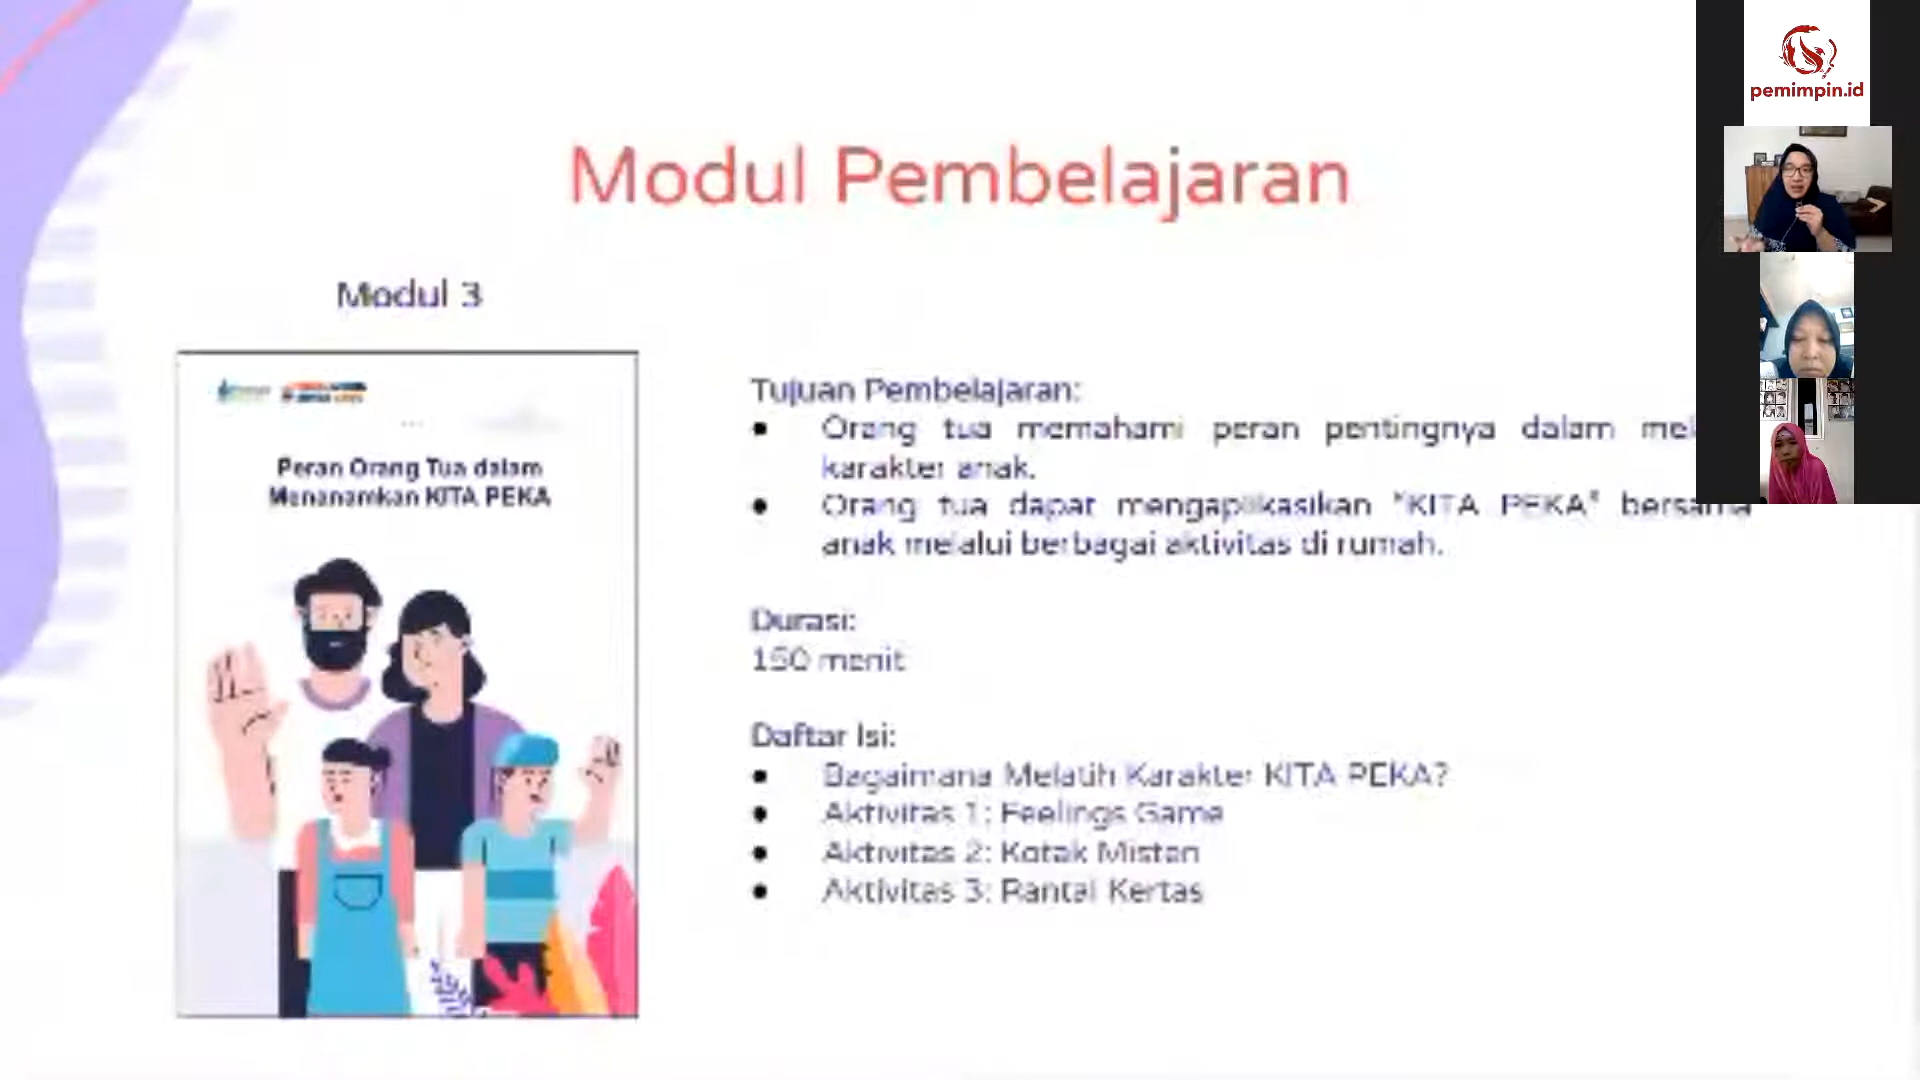 pemimpin.id
Modul Pembelajaran
Modul 3
Peran Orang Tua dalam
Menanamkan KITA PEKA
Tujuan Pembelajaran:
● Orang tua memahami peran pentingnya dalam
karakter anak.
● Orang tua dapat mengaplikasikan "KITA PEKA" bersama
anak melalui berbagai aktivitas di rumah.
Durasi:
150 menit
Daftar Isi:
● Bagaimana Melatih Karakter KITA PEKA?
● Aktivitas 1: Feelings Game
● Aktivitas 2: Kotak Misteri
● Aktivitas 3: Rantai Kertas